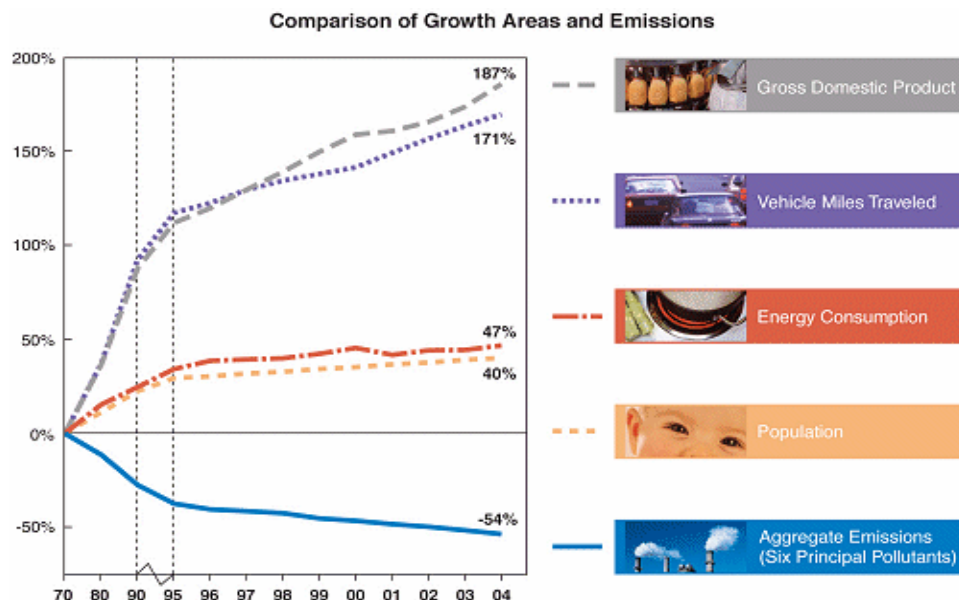 Comparison of Growth Areas and Emissions
200%
150%
100%
50%
0%
-50%
187%
171%
47%
40%
-54%
70 80 90 95 96 97 98 99 00 01 02 03 04
Gross Domestic Product
Vehicle Miles Traveled
Energy Consumption
Population
Aggregate Emissions
(Six Principal Pollutants)